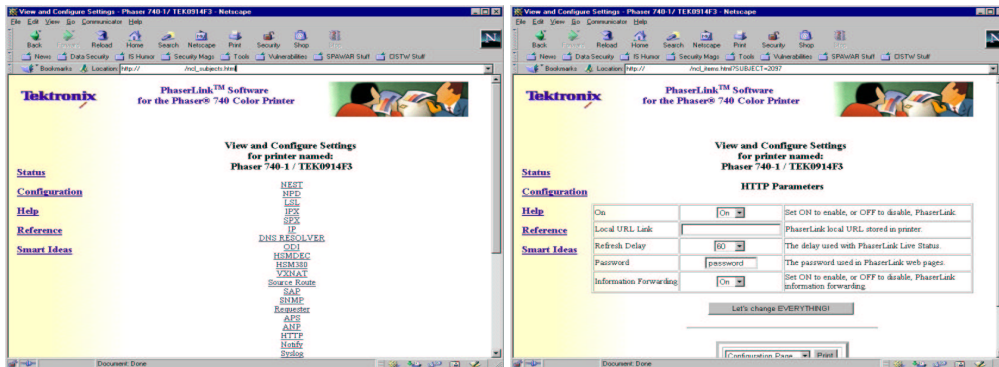 View and Configure Settings - Phaser 740-1/ TEK0914F3 - Netscape
File Edit View Go Communicator Help
Back Reload Home Search Netscape Print Security Shop
News Data Security IS Humor Security Mags Tools Vulnerabilities SPAWAR Stuff CISTW Stuff
Bookmarks Location: http:// /ncl_subjects.html
Tektronix
PhaserLink™ Software
for the Phaser® 740 Color Printer
View and Configure Settings
for printer named:
Phaser 740-1 / TEK0914F3
Status
Configuration
Help
Reference
Smart Ideas
NEST
NPD
LSL
IPX
SPX
IP
DNS RESOLVER
ODI
HSMDEC
HSM380
VXNAT
Source Route
SAP
SNMP
Requester
APS
ANP
HTTP
Notify
Syslog
Document: Done
View and Configure Settings - Phaser 740-1/ TEK0914F3 - Netscape
File Edit View Go Communicator Help
Back Reload Home Search Netscape Print Security Shop
News Data Security IS Humor Security Mags Tools Vulnerabilities SPAWAR Stuff CISTW Stuff
Bookmarks Location: http:// /ncl_items.html?SUBJECT=2097
Tektronix
PhaserLink™ Software
for the Phaser® 740 Color Printer
View and Configure Settings
for printer named:
Phaser 740-1 / TEK0914F3
Status
Configuration
Help
Reference
Smart Ideas
HTTP Parameters
On On Set ON to enable, or OFF to disable, PhaserLink.
Local URL Link PhaserLink local URL stored in printer.
Refresh Delay 60 The delay used with PhaserLink Live Status.
Password password The password used in PhaserLink web pages.
Information Forwarding On Set ON to enable, or OFF to disable, PhaserLink
information forwarding.
Let's change EVERYTHING!
Configuration Page Print
Document: Done